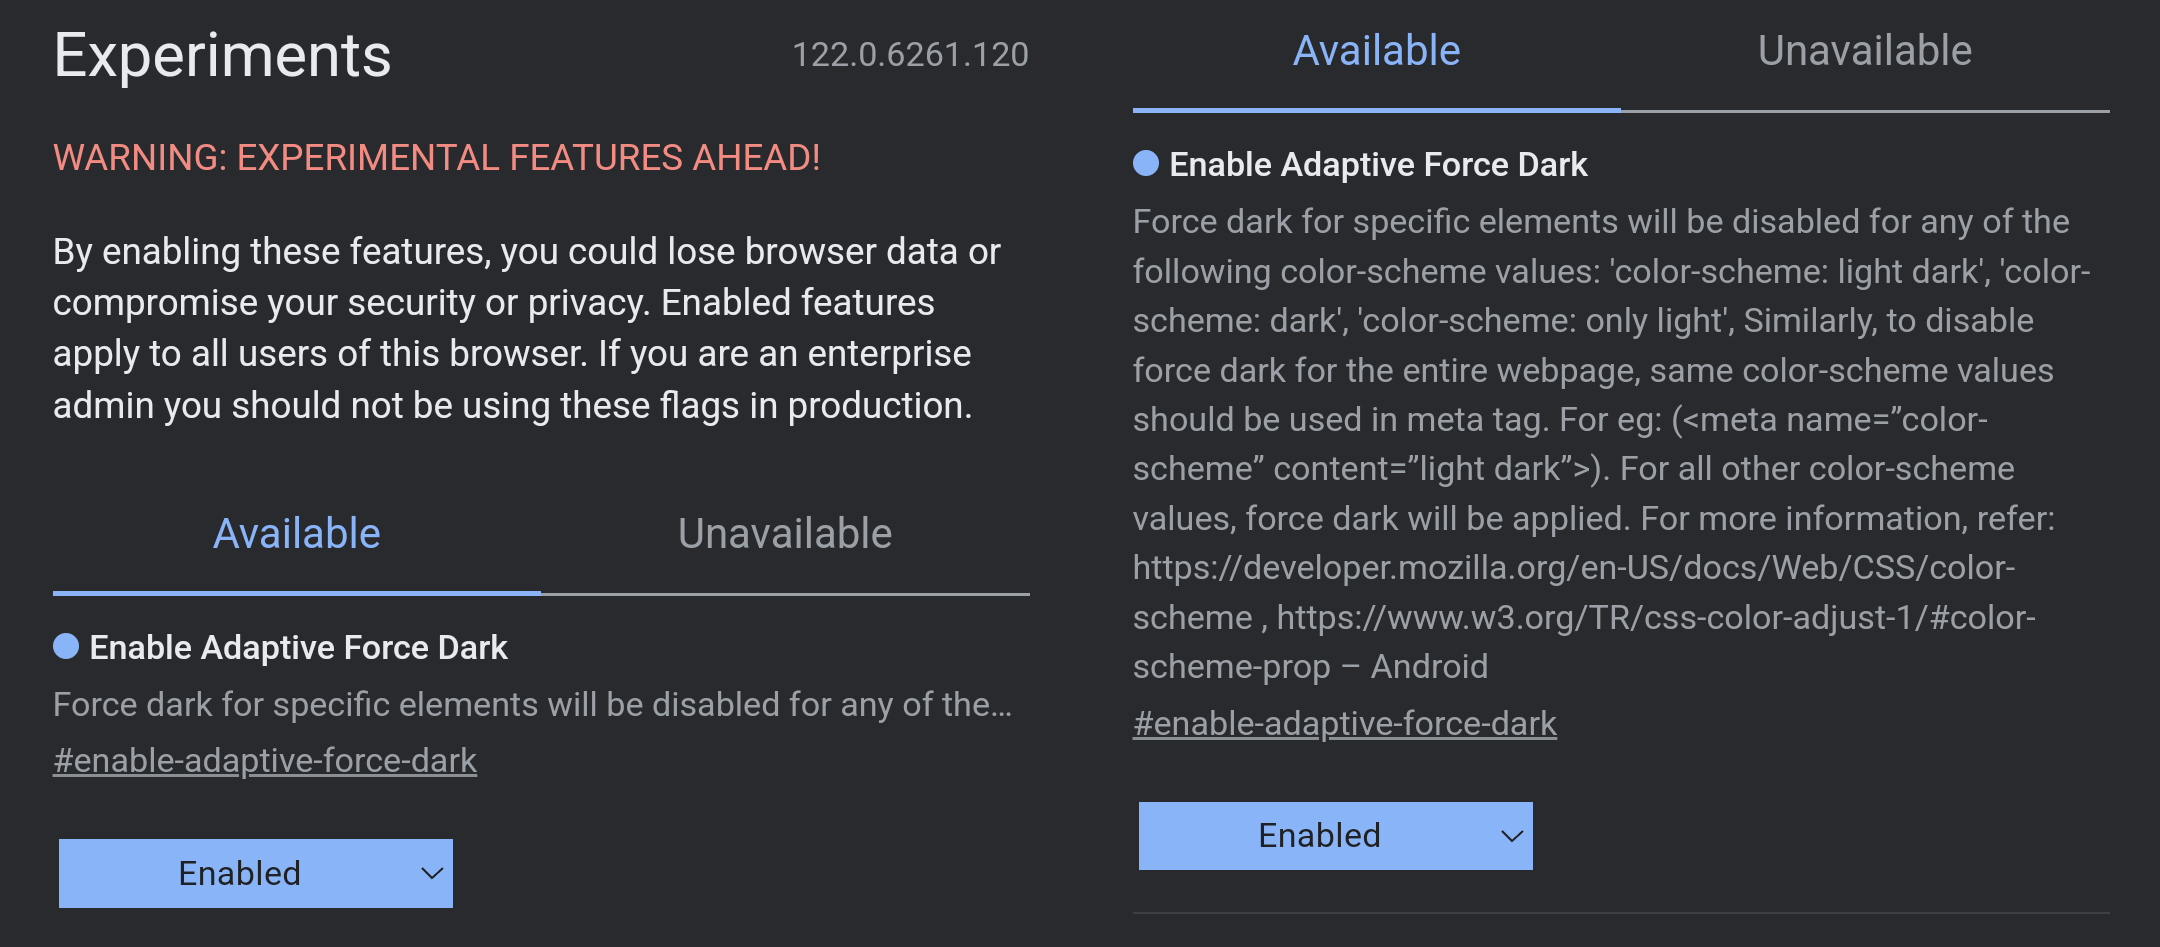 Experiments
122.0.6261.120
WARNING: EXPERIMENTAL FEATURES AHEAD!
By enabling these features, you could lose browser data or
compromise your security or privacy. Enabled features
apply to all users of this browser. If you are an enterprise
admin you should not be using these flags in production.
Available
Unavailable
Enable Adaptive Force Dark
Force dark for specific elements will be disabled for any of the…
#enable-adaptive-force-dark
Enabled
Available
Unavailable
Enable Adaptive Force Dark
Force dark for specific elements will be disabled for any of the
following color-scheme values: 'color-scheme: light dark', 'color-
scheme: dark', 'color-scheme: only light', Similarly, to disable
force dark for the entire webpage, same color-scheme values
should be used in meta tag. For eg: (<meta name=”color-
scheme” content=”light dark”>). For all other color-scheme
values, force dark will be applied. For more information, refer:
https://developer.mozilla.org/en-US/docs/Web/CSS/color-
scheme , https://www.w3.org/TR/css-color-adjust-1/#color-
scheme-prop – Android
#enable-adaptive-force-dark
Enabled